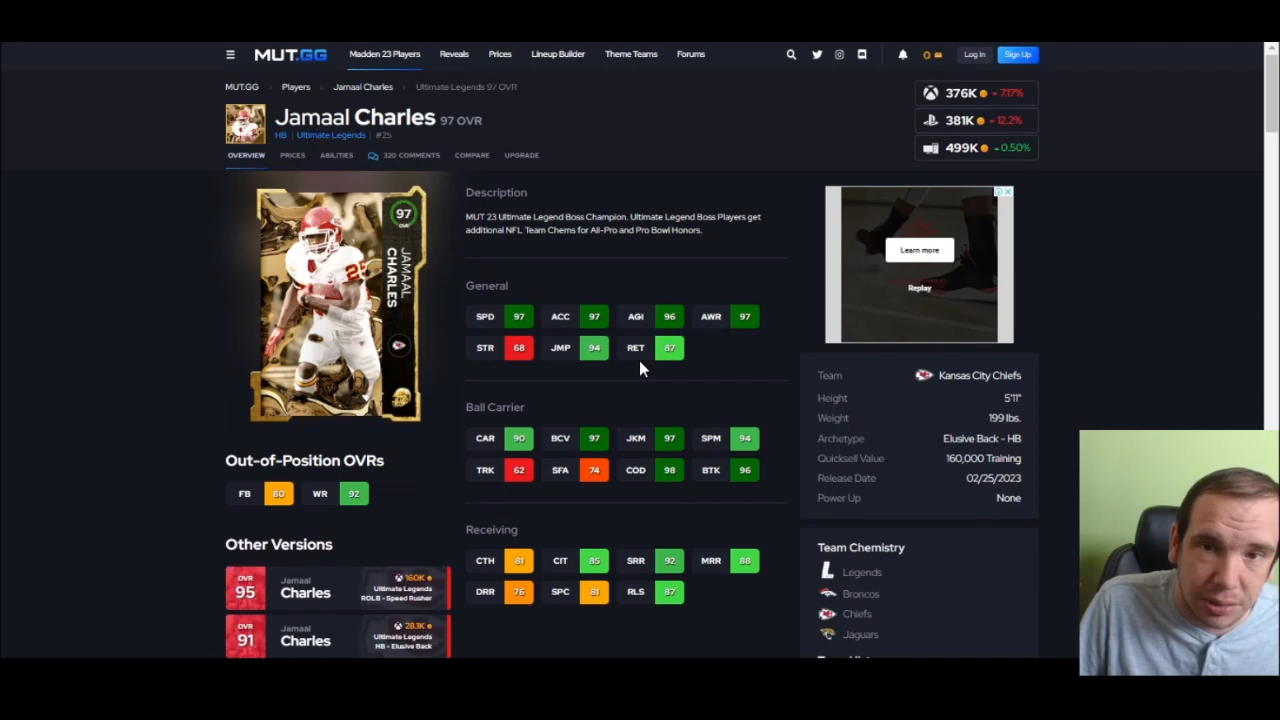 MUT.GG Madden 23 Players Reveals Prices Lineup Builder Theme Teams Forums 0 Log In Sign Up
MUT.GG Players Jamaal Charles Ultimate Legends 97 OVR
Jamaal Charles 97 OVR
HB | Ultimate Legends | #25
376K 7.17%
381K 12.2%
499K 0.50%
OVERVIEW PRICES ABILITIES 320 COMMENTS COMPARE UPGRADE
97
OVR
JAMAAL
CHARLES
25
Out-of-Position OVRs
FB 80 WR 92
Other Versions
OVR
95
Jamaal
Charles
160K
Ultimate Legends
ROLB - Speed Rusher
OVR
91
Jamaal
Charles
28.1K
Ultimate Legends
HB - Elusive Back
Description
MUT 23 Ultimate Legend Boss Champion. Ultimate Legend Boss Players get
additional NFL Team Chems for All-Pro and Pro Bowl Honors.
General
SPD 97 ACC 97 AGI 96 AWR 97
STR 68 JMP 94 RET 87
Ball Carrier
CAR 90 BCV 97 JKM 97 SPM 94
TRK 62 SFA 74 COD 98 BTK 96
Receiving
CTH 81 CIT 85 SRR 92 MRR 88
DRR 76 SPC 81 RLS 87
Learn more
Replay
Team Kansas City Chiefs
Height 5'11"
Weight 199 lbs.
Archetype Elusive Back - HB
Quicksell Value 160,000 Training
Release Date 02/25/2023
Power Up None
Team Chemistry
Legends
Broncos
Chiefs
Jaguars